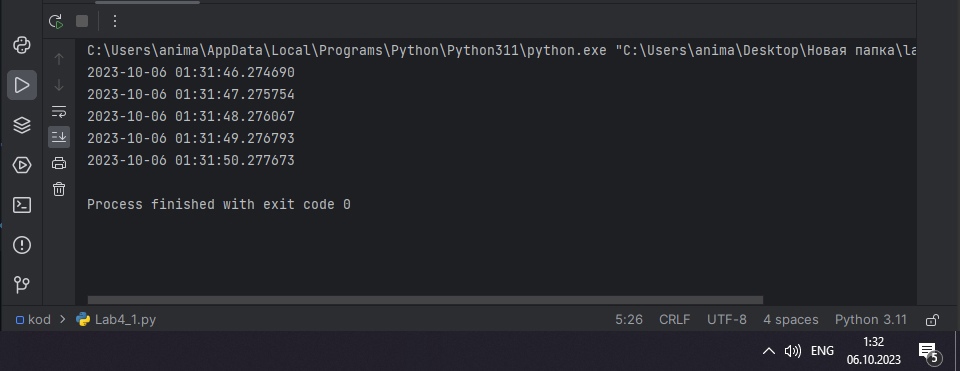 C:\Users\anima\AppData\Local\Programs\Python\Python311\python.exe "C:\Users\anima\Desktop\Новая папка\la
2023-10-06 01:31:46.274690
2023-10-06 01:31:47.275754
2023-10-06 01:31:48.276067
2023-10-06 01:31:49.276793
2023-10-06 01:31:50.277673
Process finished with exit code 0
kod > Lab4_1.py 5:26 CRLF UTF-8 4 spaces Python 3.11
ENG 1:32
06.10.2023 5